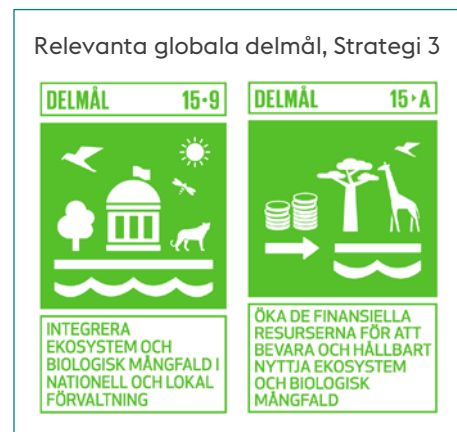 Relevanta globala delmål, Strategi 3
DELMÅL 15·9
INTEGRERA
EKOSYSTEM OCH
BIOLOGISK MÅNGFALD I
NATIONELL OCH LOKAL
FÖRVALTNING
DELMÅL 15·A
ÖKA DE FINANSIELLA
RESURSERNA FÖR ATT
BEVARA OCH HÅLLBART
NYTTJA EKOSYSTEM
OCH BIOLOGISK
MÅNGFALD